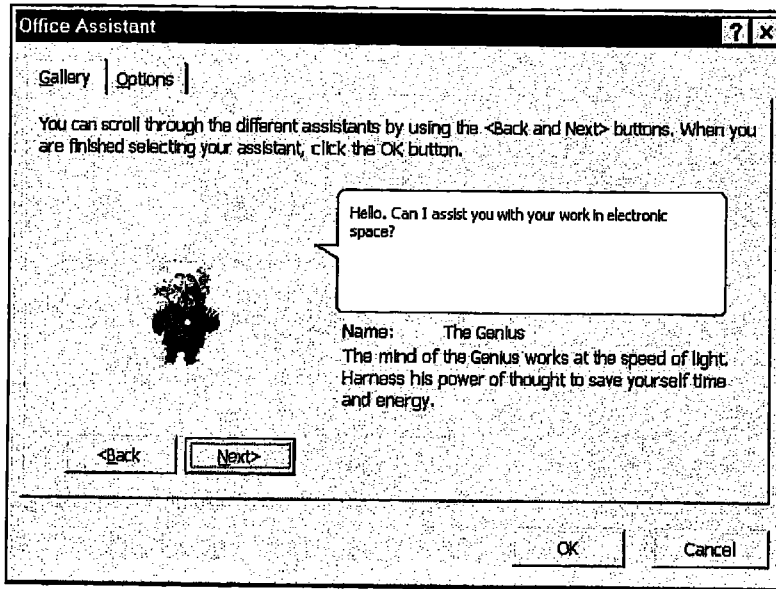 Office Assistant
? ×
Gallery Options
You can scroll through the different assistants by using the <Back and Next> buttons. When you
are finished selecting your assistant, click the OK button.
Hello. Can I assist you with your work in electronic
space?
Name: The Genius
The mind of the Genius works at the speed of light.
Harness his power of thought to save yourself time
and energy.
<Back Next>
OK Cancel